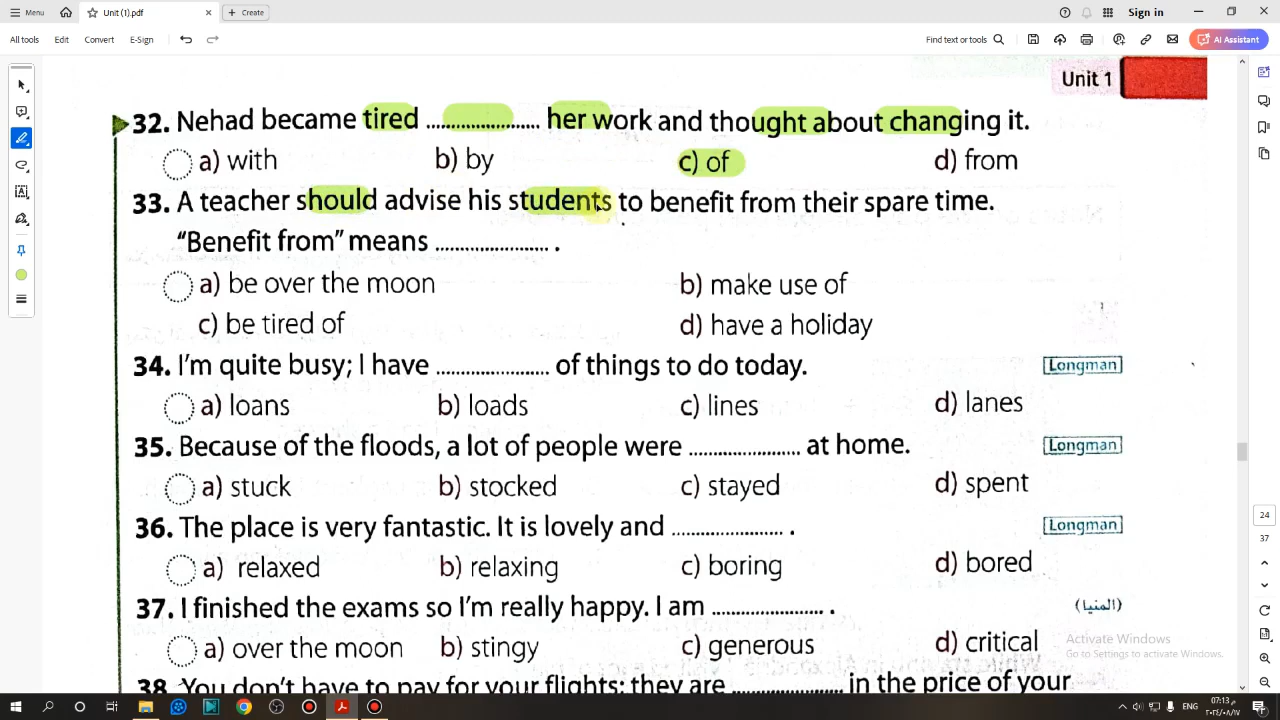 Menu
Unit (1).pdf
Create
Sign in
All tools Edit Convert E-Sign
Find text or tools
AI Assistant
Unit 1
32. Nehad became tired ........................ her work and thought about changing it.
a) with b) by c) of d) from
33. A teacher should advise his students to benefit from their spare time.
"Benefit from" means ........................ .
a) be over the moon b) make use of
c) be tired of d) have a holiday
34. I'm quite busy; I have ........................ of things to do today. Longman
a) loans b) loads c) lines d) lanes
35. Because of the floods, a lot of people were ........................ at home. Longman
a) stuck b) stocked c) stayed d) spent
36. The place is very fantastic. It is lovely and ........................ . Longman
a) relaxed b) relaxing c) boring d) bored
37. I finished the exams so I'm really happy. I am ........................ . (المنيا)
a) over the moon b) stingy c) generous d) critical
38. You don't have to pay for your flights; they are ........................ in the price of your
24
37
Activate Windows
Go to Settings to activate Windows.
ENG